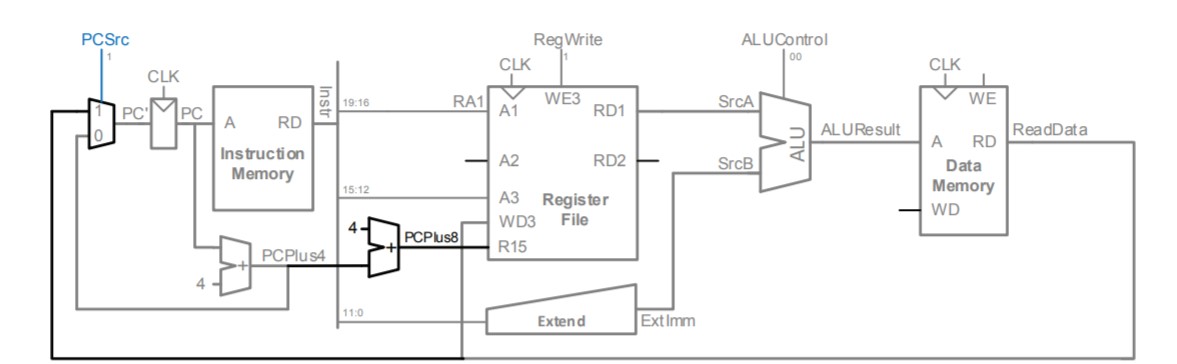 PCSrc
1
RegWrite
1
ALUControl
00
CLK
CLK
CLK
1
0
PC'
PC
A
RD
Instruction
Memory
Instr
19:16
RA1
A1
WE3
RD1
SrcA
ALUResult
WE
A
RD
ReadData
A2
RD2
SrcB
ALU
Data
Memory
15:12
A3
Register
File
WD3
WD
4
+
PCPlus8
R15
+
PCPlus4
4
11:0
Extend
ExtImm